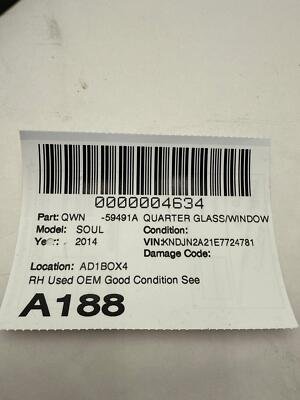 0000004634
Part: QWN -59491A QUARTER GLASS/WINDOW
Model: SOUL Condition:
2014 VIN: KNDJN2A21E7724781
Damage Code:
Location: AD1BOX4
RH Used OEM Good Condition See
A188